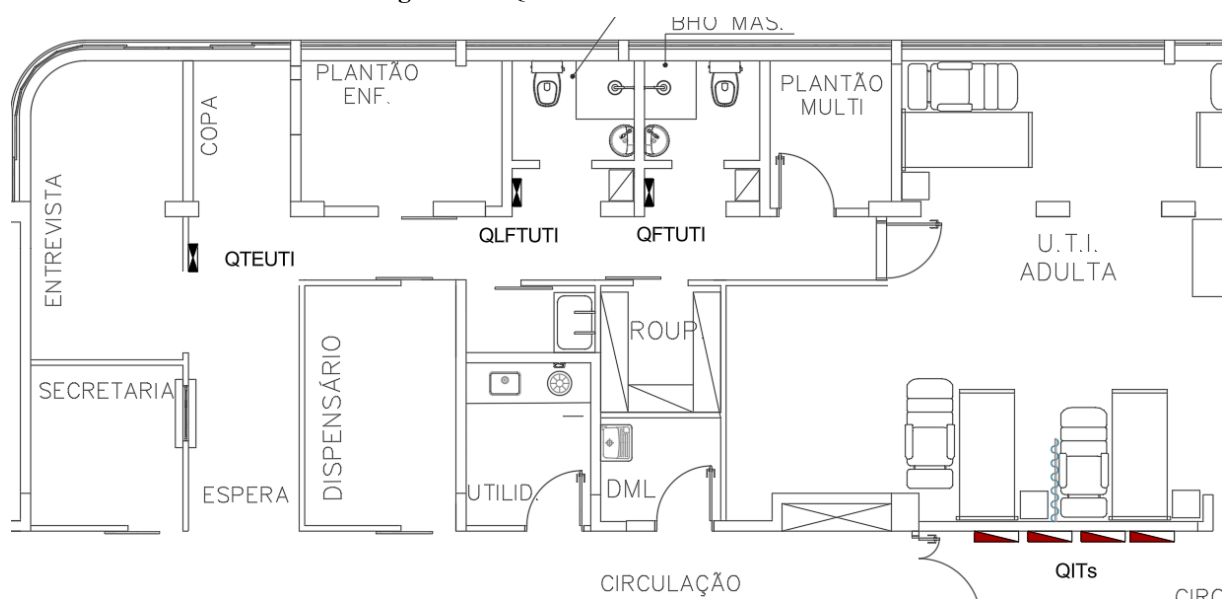 BHO MAS.
PLANTÃO
ENF.
PLANTÃO
MULTI
COPA
ENTREVISTA
QTEUTI
QLFTUTI
QFTUTI
U.T.I.
ADULTA
ROUP.
SECRETARIA
DISPENSÁRIO
ESPERA
UTILID.
DML
QITs
CIRCULAÇÃO
CIRC